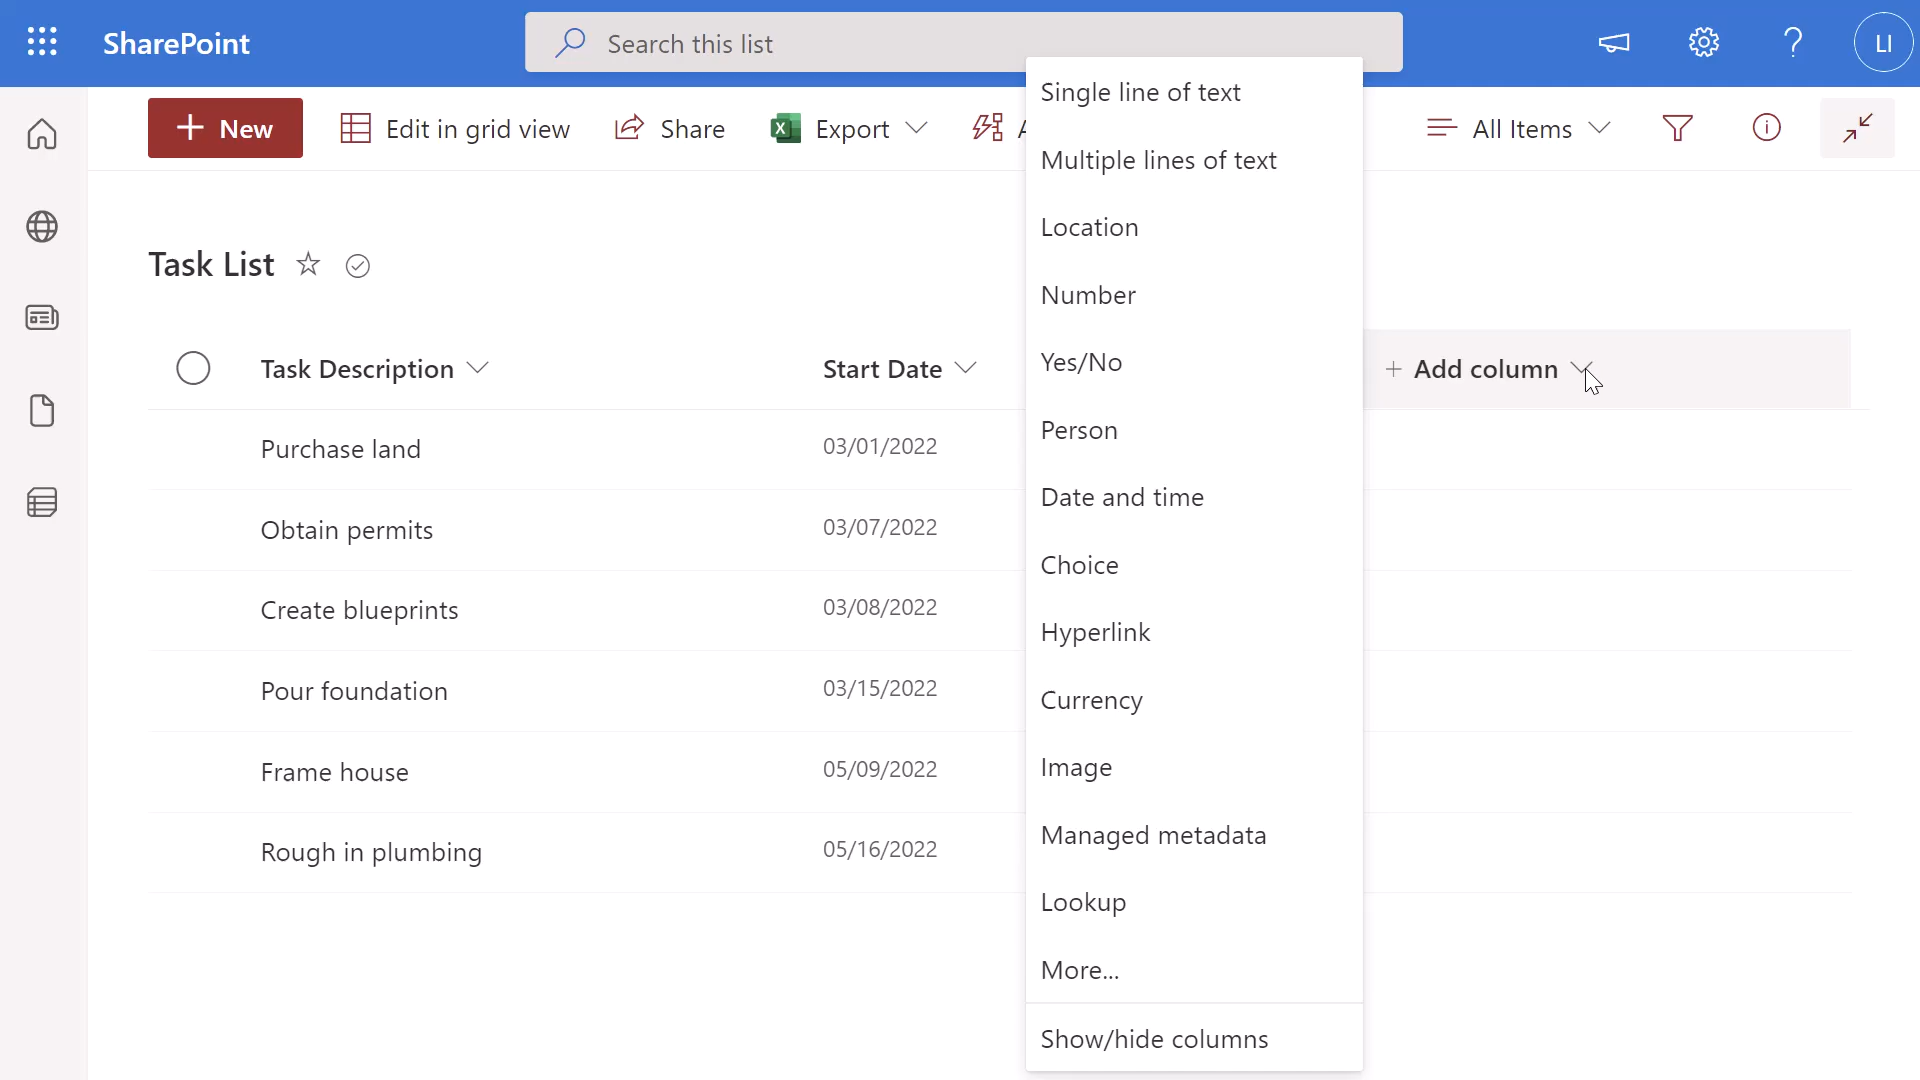 SharePoint
Search this list
LI
New
Edit in grid view
Share
Export
All Items
Single line of text
Multiple lines of text
Location
Number
Yes/No
Person
Date and time
Choice
Hyperlink
Currency
Image
Managed metadata
Lookup
More...
Show/hide columns
Task List
Task Description Start Date + Add column
Purchase land 03/01/2022
Obtain permits 03/07/2022
Create blueprints 03/08/2022
Pour foundation 03/15/2022
Frame house 05/09/2022
Rough in plumbing 05/16/2022